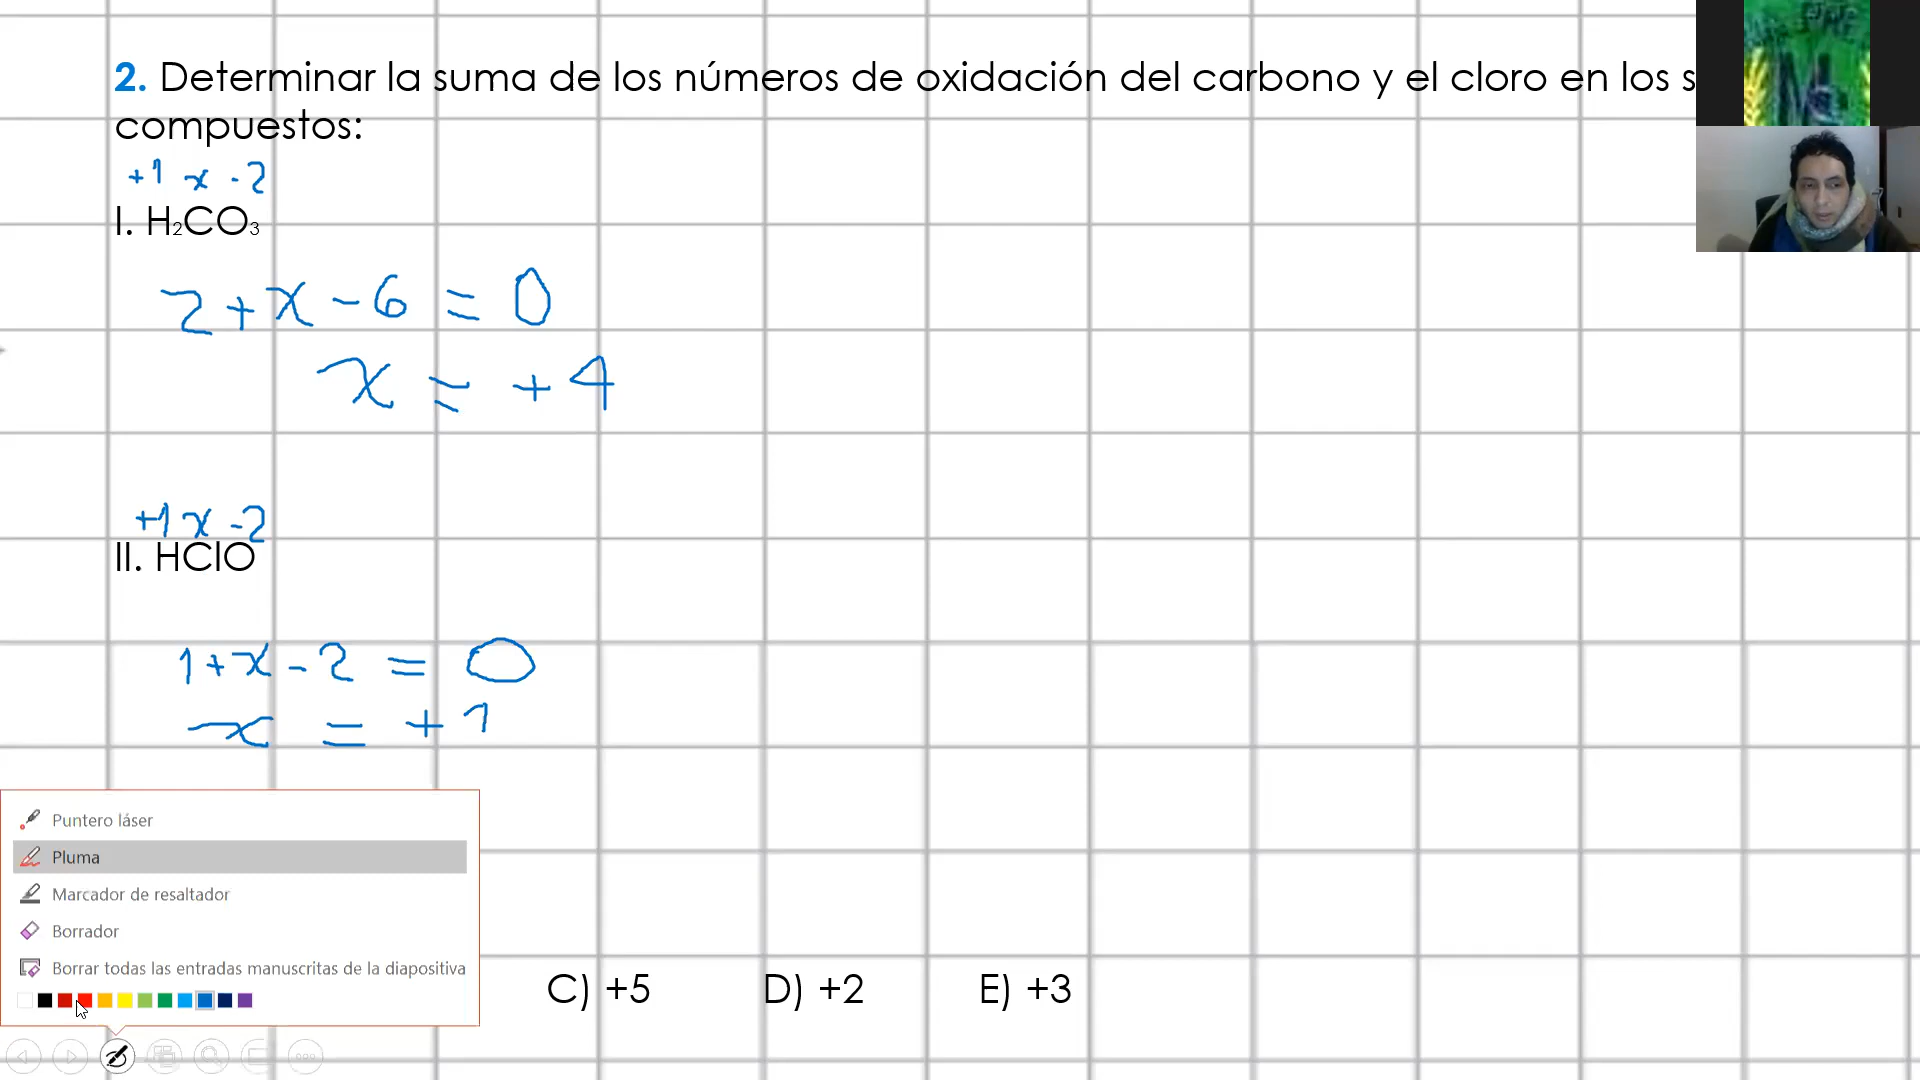 2. Determinar la suma de los números de oxidación del carbono y el cloro en los s
compuestos:
+1 x -2
I. H₂CO₃
2 + x - 6 = 0
x = +4
+1 x -2
II. HClO
1 + x - 2 = 0
x = +1
Puntero láser
Pluma
Marcador de resaltador
Borrador
Borrar todas las entradas manuscritas de la diapositiva
C) +5 D) +2 E) +3